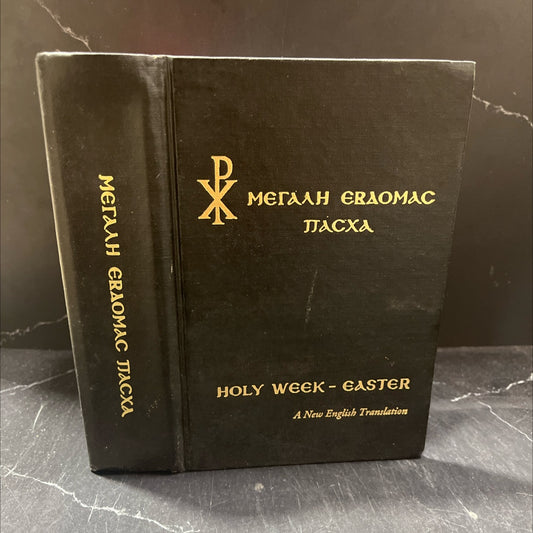 ΜΕΓΑΛΗ ΕΒΔΟΜΑΣ ΠΑΣΧΑ
ΜΕΓΑΛΗ ΕΒΔΟΜΑΣ
ΠΑΣΧΑ
HOLY WEEK – EASTER
A New English Translation